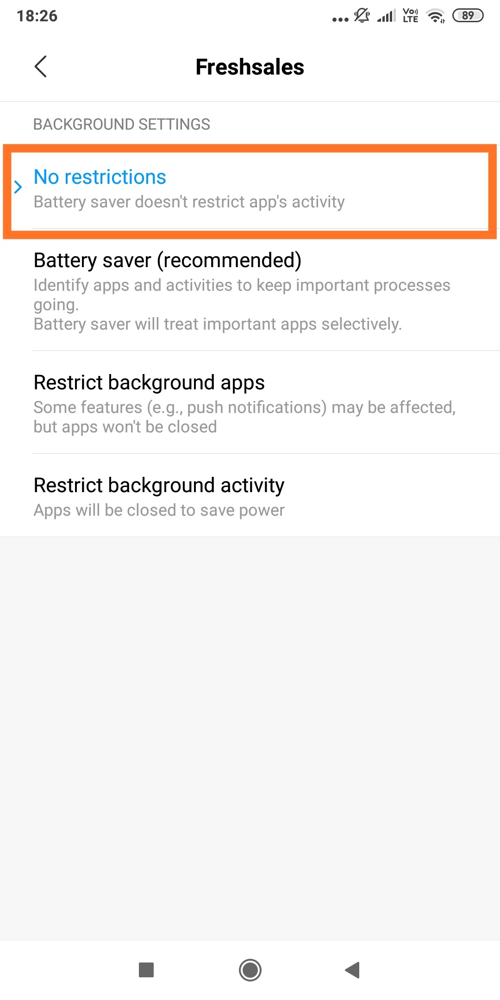 18:26
Vo))
LTE
89
Freshsales
BACKGROUND SETTINGS
No restrictions
Battery saver doesn't restrict app's activity
Battery saver (recommended)
Identify apps and activities to keep important processes
going.
Battery saver will treat important apps selectively.
Restrict background apps
Some features (e.g., push notifications) may be affected,
but apps won't be closed
Restrict background activity
Apps will be closed to save power